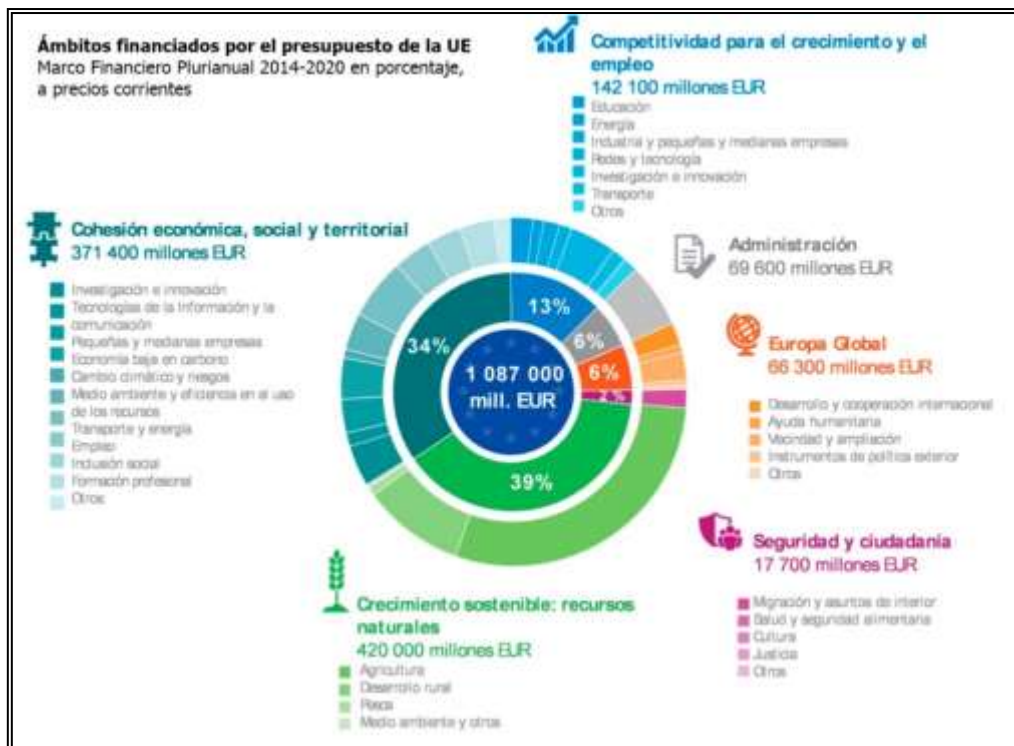 Ámbitos financiados por el presupuesto de la UE
Marco Financiero Plurianual 2014-2020 en porcentaje,
a precios corrientes
Competitividad para el crecimiento y el
empleo
142 100 millones EUR
Educación
Energía
Industria y pequeñas y medianas empresas
Redes y tecnología
Investigación e innovación
Transporte
Otros
Cohesión económica, social y territorial
371 400 millones EUR
Investigación e innovación
Tecnologías de la Información y la
comunicación
Pequeñas y medianas empresas
Economía baja en carbono
Cambio climático y riesgos
Medio ambiente y eficiencia en el uso
de los recursos
Transporte y energía
Empleo
Inclusión social
Formación profesional
Otros
Administración
69 600 millones EUR
Europa Global
66 300 millones EUR
Desarrollo y cooperación internacional
Ayuda humanitaria
Vecindad y ampliación
Instrumentos de política exterior
Otros
13%
6%
6%
2%
39%
34%
1 087 000
mill. EUR
Seguridad y ciudadanía
17 700 millones EUR
Migración y asuntos de interior
Salud y seguridad alimentaria
Cultura
Justicia
Otros
Crecimiento sostenible: recursos
naturales
420 000 millones EUR
Agricultura
Desarrollo rural
Pesca
Medio ambiente y otros